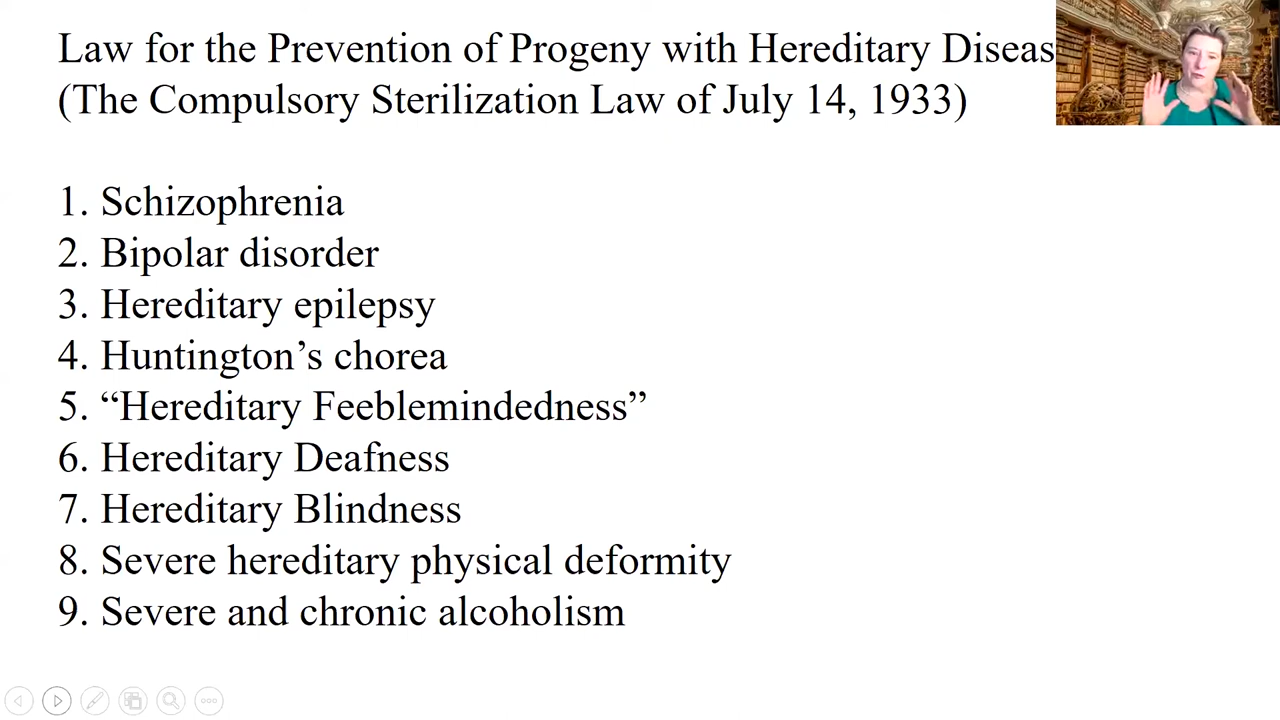 Law for the Prevention of Progeny with Hereditary Diseas
(The Compulsory Sterilization Law of July 14, 1933)
1. Schizophrenia
2. Bipolar disorder
3. Hereditary epilepsy
4. Huntington’s chorea
5. “Hereditary Feeblemindedness”
6. Hereditary Deafness
7. Hereditary Blindness
8. Severe hereditary physical deformity
9. Severe and chronic alcoholism